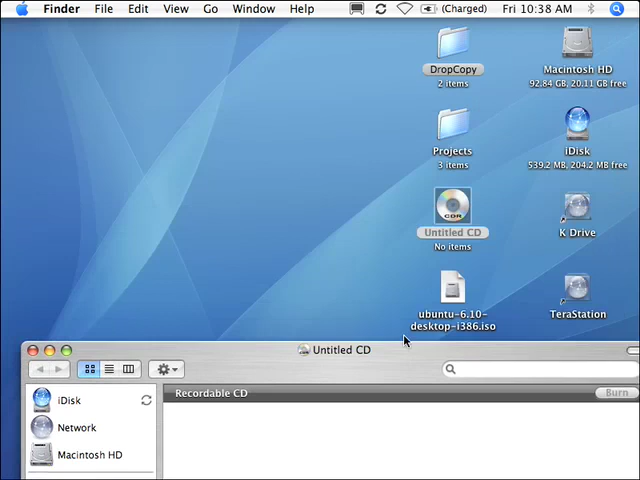 Finder File Edit View Go Window Help (Charged) Fri 10:38 AM
DropCopy
2 items
Macintosh HD
92.84 GB, 20.11 GB free
Projects
3 items
iDisk
539.2 MB, 204.2 MB free
CDR
Untitled CD
No items
K Drive
ubuntu-6.10-
desktop-i386.iso
TeraStation
Untitled CD
iDisk
Network
Macintosh HD
Recordable CD
Burn